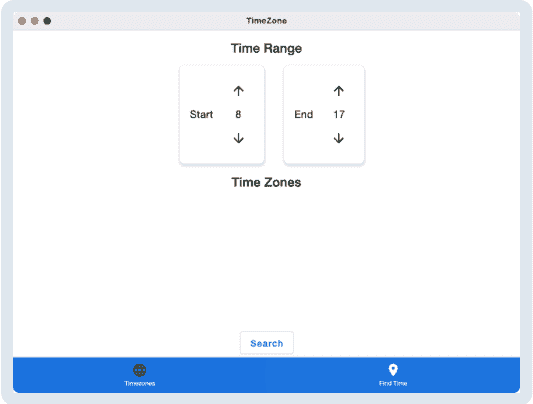 TimeZone
Time Range
Start 8
End 17
Time Zones
Search
Timezones
Find Time